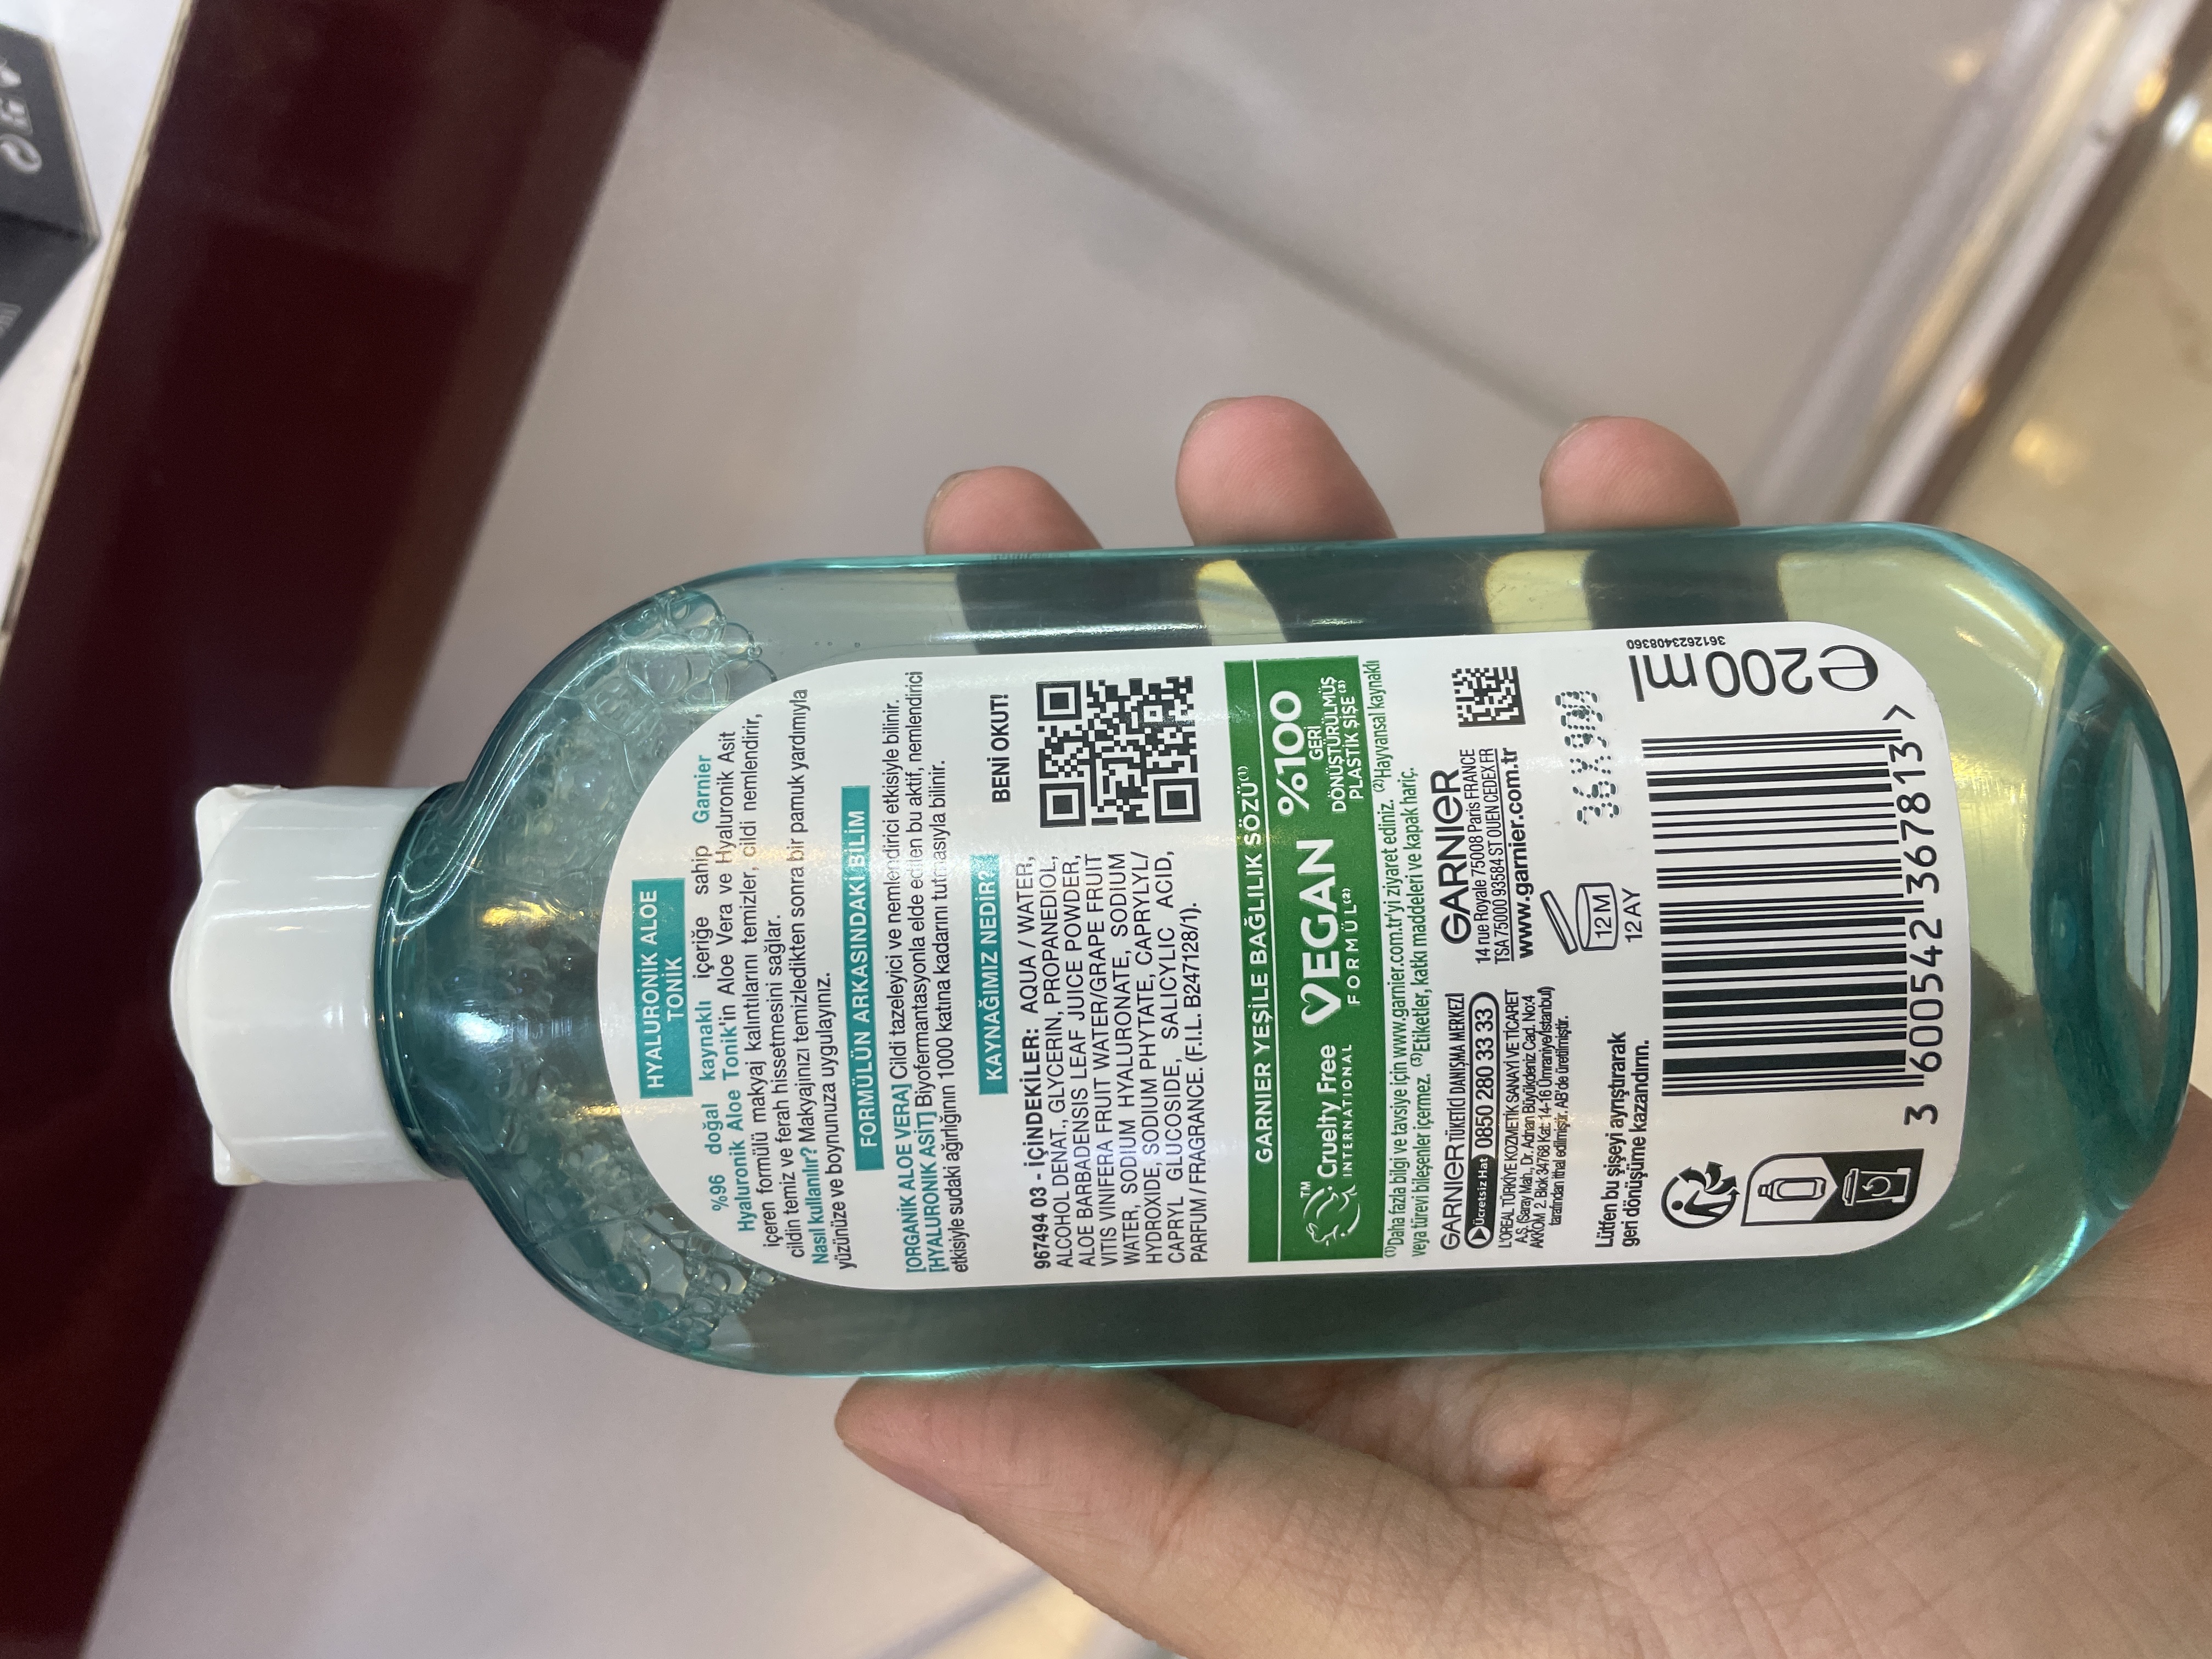 HYALURONİK ALOE
TONİK
%96 doğal kaynaklı içeriğe sahip Garnier
Hyaluronik Aloe Tonik'in Aloe Vera ve Hyaluronik Asit
içeren formülü makyaj kalıntılarını temizler, cildi nemlendirir,
cildin temiz ve ferah hissetmesini sağlar.
Nasıl kullanılır? Makyajınızı temizledikten sonra bir pamuk yardımıyla
yüzünüze ve boynunuza uygulayınız.
FORMÜLÜN ARKASINDAKİ BİLİM
[ORGANİK ALOE VERA] Cildi tazeleyici ve nemlendirici etkisiyle bilinir.
[HYALURONIK ASİT] Biyofermantasyonla elde edilen bu aktif, nemlendirici
etkisiyle sudaki ağırlığının 1000 katına kadarını tutmasıyla bilinir.
KAYNAĞIMIZ NEDİR?
BENİ OKUT!
967494 03 - İÇİNDEKİLER: AQUA / WATER,
ALCOHOL DENAT., GLYCERIN, PROPANEDIOL,
ALOE BARBADENSIS LEAF JUICE POWDER,
VITIS VINIFERA FRUIT WATER/GRAPE FRUIT
WATER, SODIUM HYALURONATE, SODIUM
HYDROXIDE, SODIUM PHYTATE, CAPRYLYL/
CAPRYL GLUCOSIDE, SALICYLIC ACID,
PARFUM / FRAGRANCE. (F.I.L. B247128/1).
GARNIER YEŞİLE BAĞLILIK SÖZÜ(1)
Cruelty Free™
INTERNATIONAL
VEGAN
FORMÜL(2)
%100
GERİ
DÖNÜŞTÜRÜLMÜŞ
PLASTİK ŞİŞE(3)
(1)Daha fazla bilgi ve tavsiye için www.garnier.com.tr'yi ziyaret ediniz. (2)Hayvansal kaynaklı
veya türevi bileşenler içermez. (3)Etiketler, katkı maddeleri ve kapak hariç.
GARNIER TÜKETİCİ DANIŞMA MERKEZİ
Ücretsiz Hat 0850 280 33 33
L'OREAL TÜRKİYE KOZMETİK SANAYİ VE TİCARET
A.Ş. (Saray Mah., Dr. Adnan Büyükdeniz Cad. No:4
AKKOM 2. Blok 34768 Kat: 14-16 Ümraniye/İstanbul)
tarafından ithal edilmiştir. AB'de üretilmiştir.
GARNIER
14 rue Royale 75008 Paris FRANCE
TSA 75000 93584 ST OUEN CEDEX FR
www.garnier.com.tr
Lütfen bu şişeyi ayrıştırarak
geri dönüşüme kazandırın.
12 M
12 AY
36X900
3 600542 367813 >
e200 ml
3612623408360